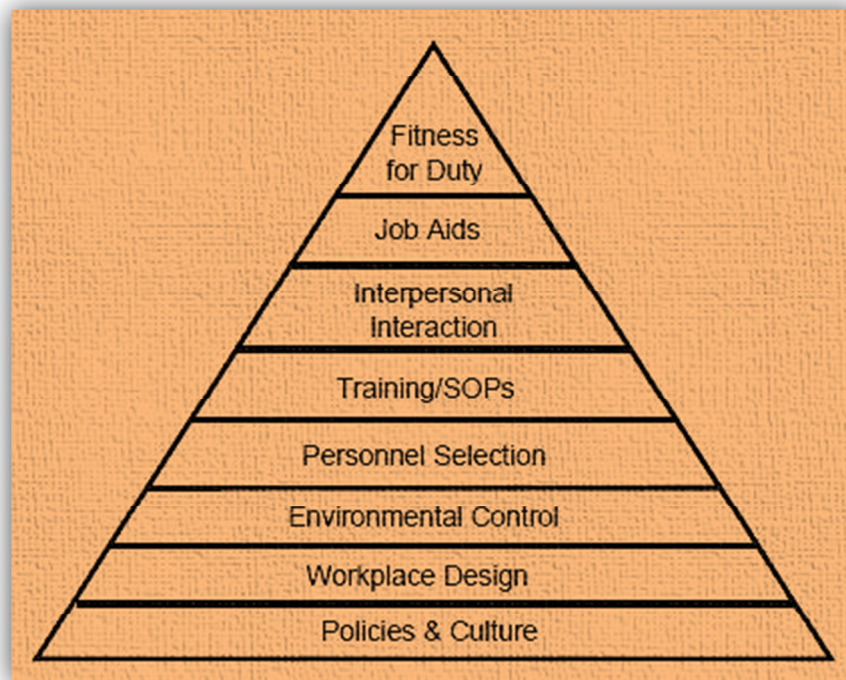 Fitness
for Duty
Job Aids
Interpersonal
Interaction
Training/SOPs
Personnel Selection
Environmental Control
Workplace Design
Policies & Culture